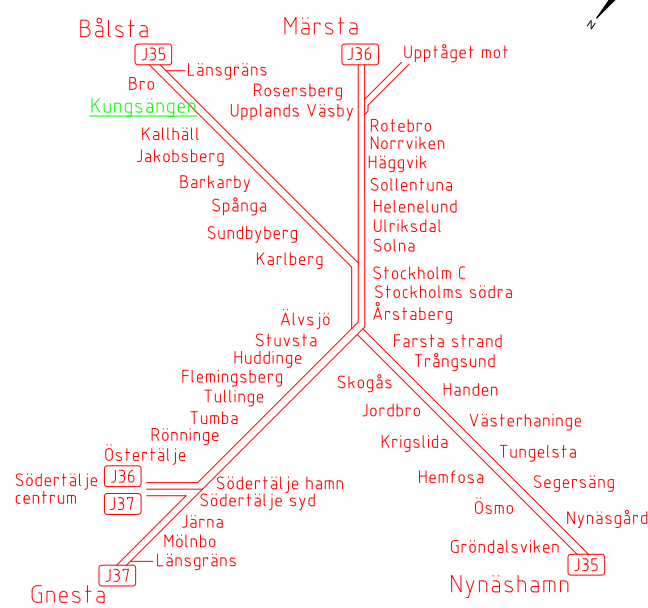 N
Bålsta
J35
Länsgräns
Bro
Kungsängen
Kallhäll
Jakobsberg
Barkarby
Spånga
Sundbyberg
Karlberg
Märsta
J36
Upptåget mot
Rosersberg
Upplands Väsby
Rotebro
Norrviken
Häggvik
Sollentuna
Helenelund
Ulriksdal
Solna
Stockholm C
Stockholms södra
Årstaberg
Älvsjö
Stuvsta
Huddinge
Flemingsberg
Tullinge
Tumba
Rönninge
Östertälje
Södertälje
centrum
J36
J37
Södertälje hamn
Södertälje syd
Järna
Mölnbo
Länsgräns
J37
Gnesta
Farsta strand
Trångsund
Skogås
Handen
Jordbro
Västerhaninge
Krigslida
Tungelsta
Hemfosa
Segersäng
Ösmo
Nynäsgård
Gröndalsviken
J35
Nynäshamn